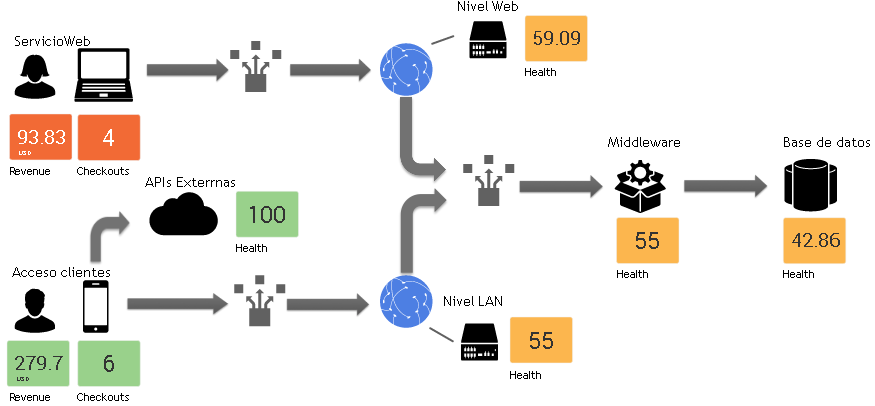 Nivel Web
59.09
Health
ServicioWeb
93.83
USD
Revenue
4
Checkouts
APIs Exterrnas
100
Health
Middleware
55
Health
Base de datos
42.86
Health
Acceso clientes
279.7
USD
Revenue
6
Checkouts
Nivel LAN
55
Health